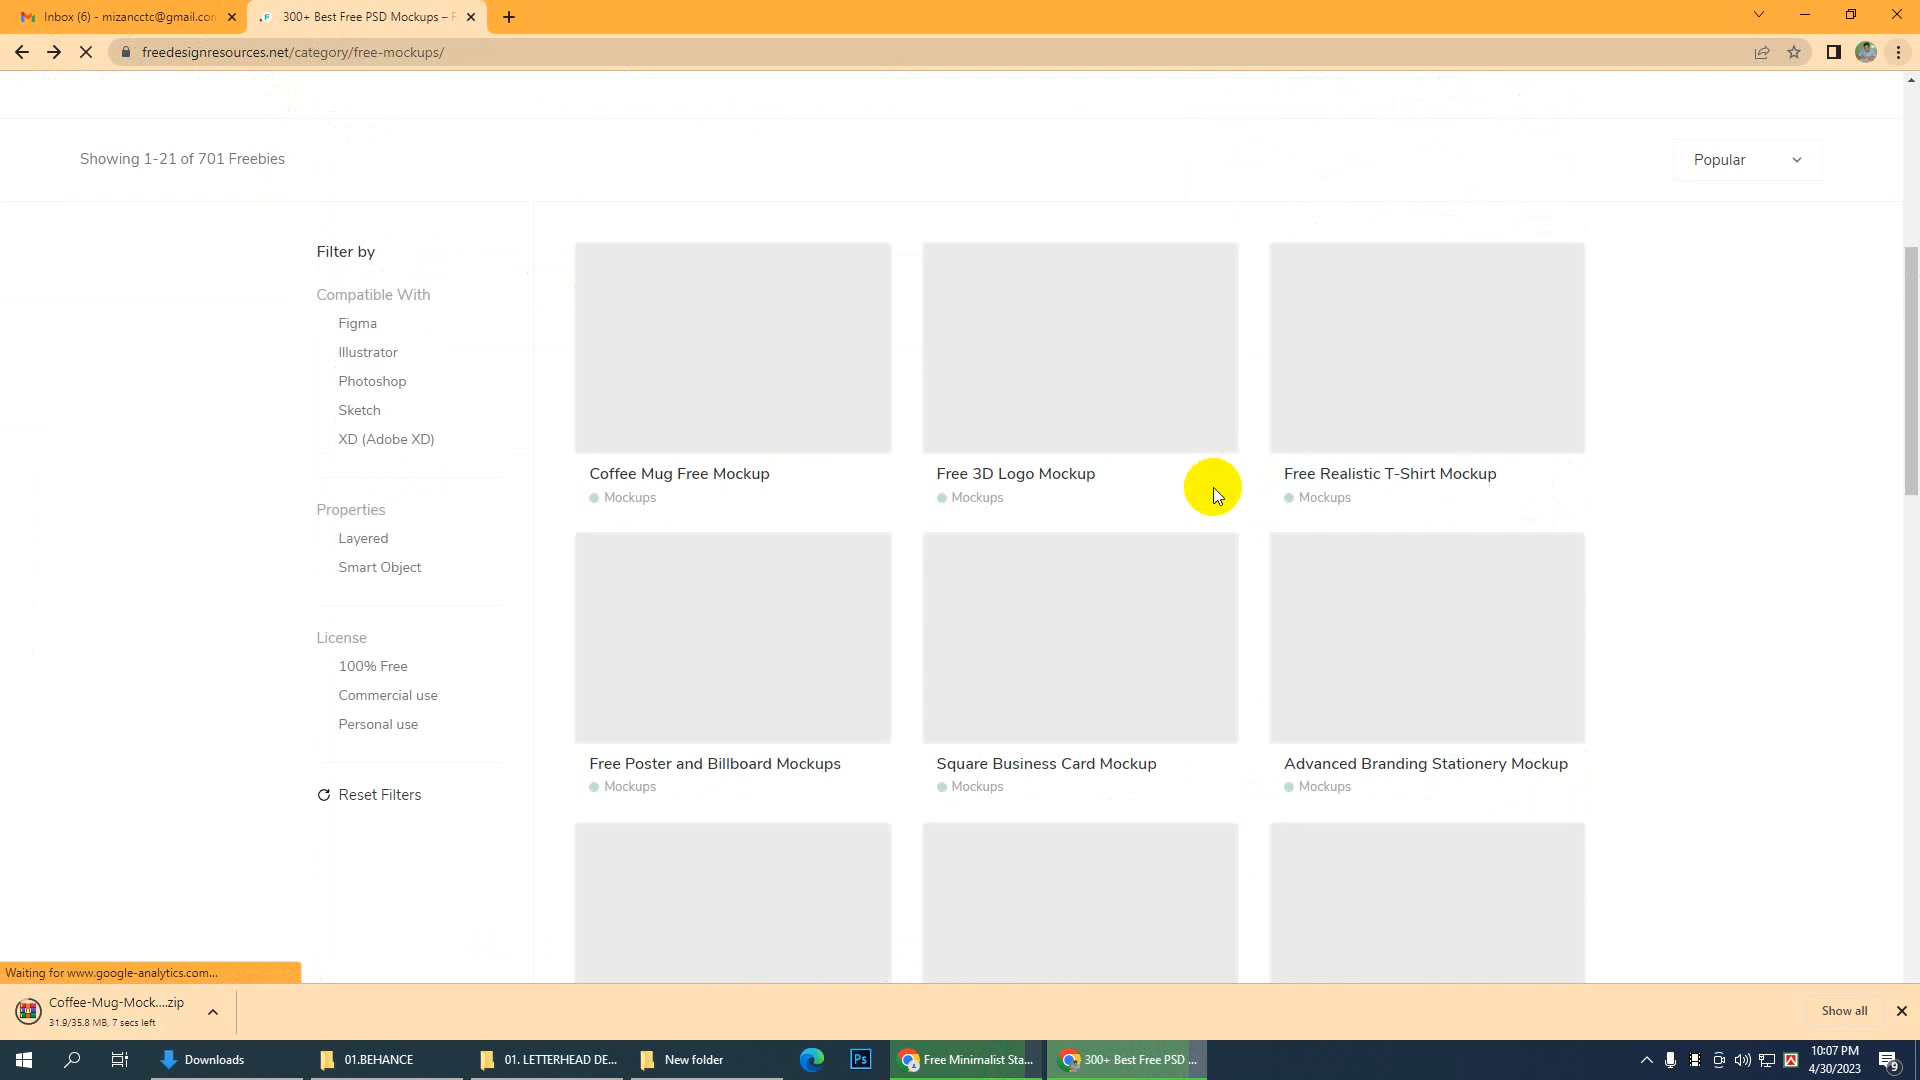 Inbox (6) - mizancctc@gmail.con
300+ Best Free PSD Mockups – F
freedesignresources.net/category/free-mockups/
Showing 1-21 of 701 Freebies
Popular
Filter by
Compatible With
Figma
Illustrator
Photoshop
Sketch
XD (Adobe XD)
Properties
Layered
Smart Object
License
100% Free
Commercial use
Personal use
Reset Filters
Coffee Mug Free Mockup
Mockups
Free 3D Logo Mockup
Mockups
Free Realistic T-Shirt Mockup
Mockups
Free Poster and Billboard Mockups
Mockups
Square Business Card Mockup
Mockups
Advanced Branding Stationery Mockup
Mockups
Waiting for www.google-analytics.com...
Coffee-Mug-Mock....zip
31.9/35.8 MB, 7 secs left
Show all
Downloads
01.BEHANCE
01. LETTERHEAD DE...
New folder
Ps
Free Minimalist Sta...
300+ Best Free PSD ...
10:07 PM
4/30/2023
9